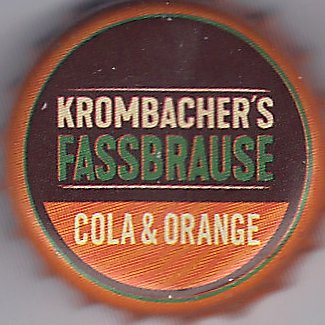 KROMBACHER'S
FASSBRAUSE
COLA & ORANGE